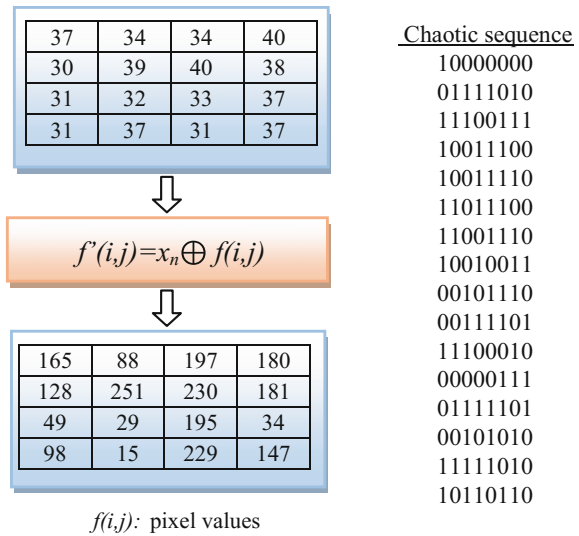 37 34 34 40
30 39 40 38
31 32 33 37
31 37 31 37
f'(i,j)=xₙ⊕ f(i,j)
165 88 197 180
128 251 230 181
49 29 195 34
98 15 229 147
f(i,j): pixel values
Chaotic sequence
10000000
01111010
11100111
10011100
10011110
11011100
11001110
10010011
00101110
00111101
11100010
00000111
01111101
00101010
11111010
10110110